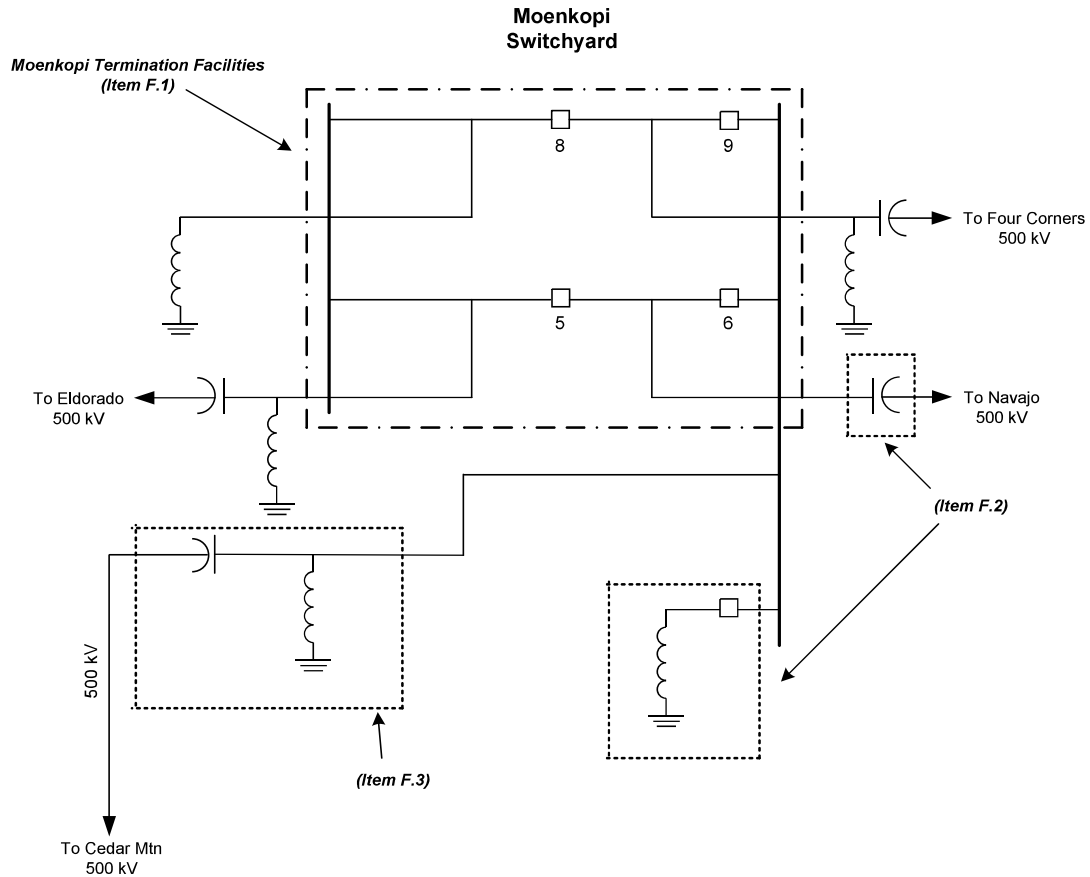 Moenkopi
Switchyard
Moenkopi Termination Facilities
(Item F.1)
8
9
To Four Corners
500 kV
5
6
To Eldorado
500 kV
To Navajo
500 kV
(Item F.2)
500 kV
(Item F.3)
To Cedar Mtn
500 kV